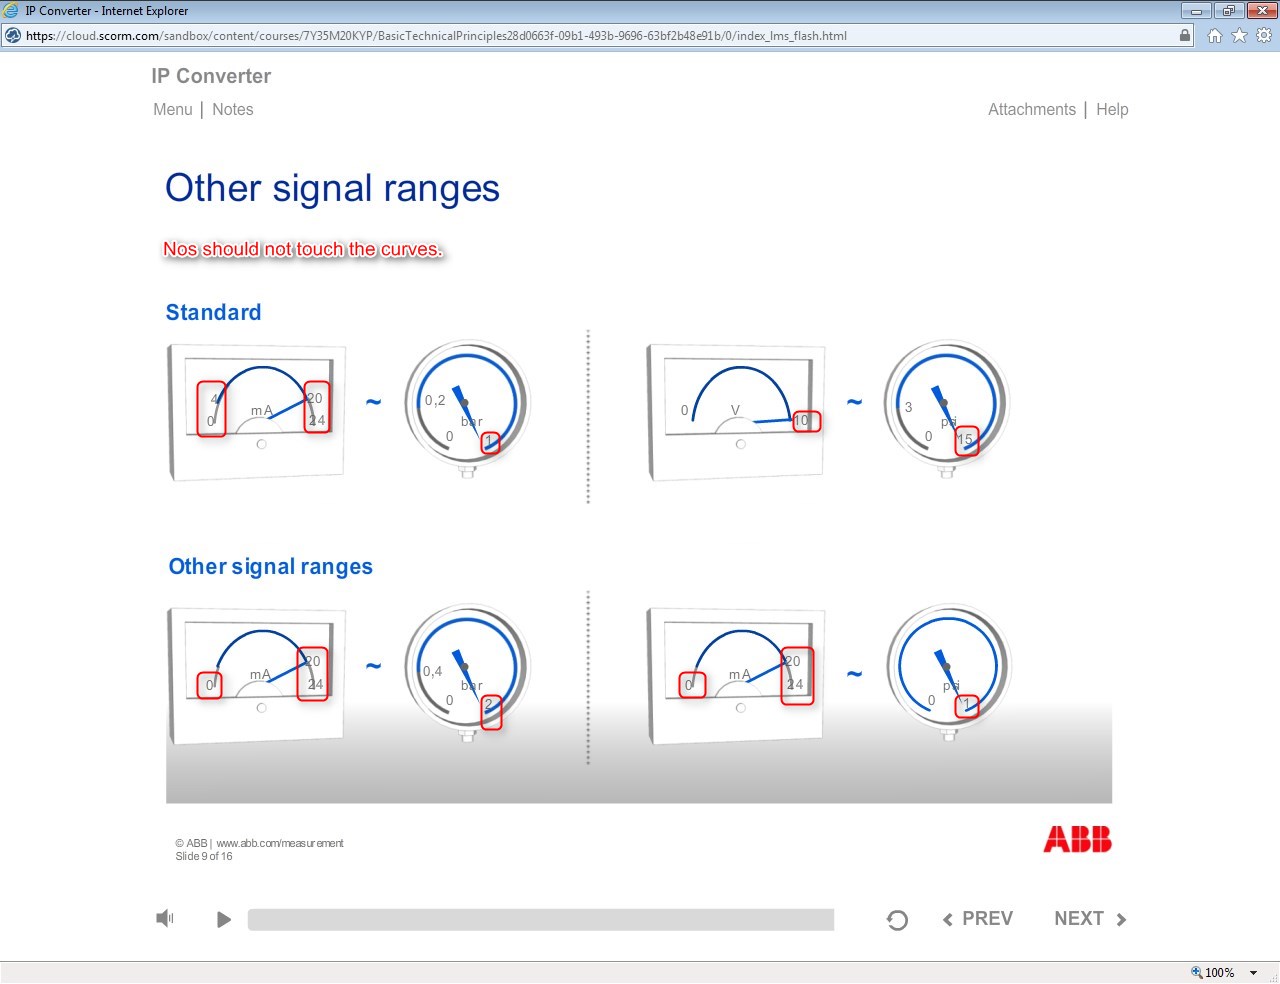 IP Converter - Internet Explorer
https://cloud.scorm.com/sandbox/content/courses/7Y35M20KYP/BasicTechnicalPrinciples28d0663f-09b1-493b-9696-63bf2b48e91b/0/index_lms_flash.html
IP Converter
Menu | Notes
Attachments | Help
Other signal ranges
Nos should not touch the curves.
Standard
4
20
0
mA
24
~
0,2
bar
0
1
0
V
10
~
3
psi
0
15
Other signal ranges
20
0
mA
24
~
0,4
bar
0
2
20
0
mA
24
~
psi
0
1
© ABB | www.abb.com/measurement
Slide 9 of 16
ABB
PREV
NEXT
100%